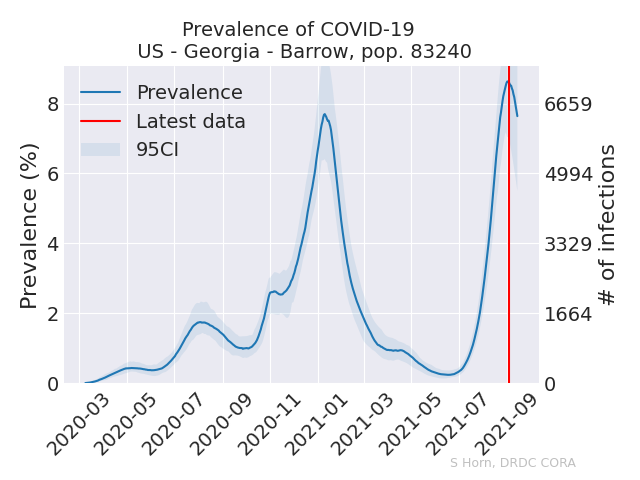 Prevalence of COVID-19
US - Georgia - Barrow, pop. 83240
Prevalence
Latest data
95CI
Prevalence (%)
8
6
4
2
0
6659
4994
3329
1664
0
# of infections
2020-03
2020-05
2020-07
2020-09
2020-11
2021-01
2021-03
2021-05
2021-07
2021-09
S Horn, DRDC CORA